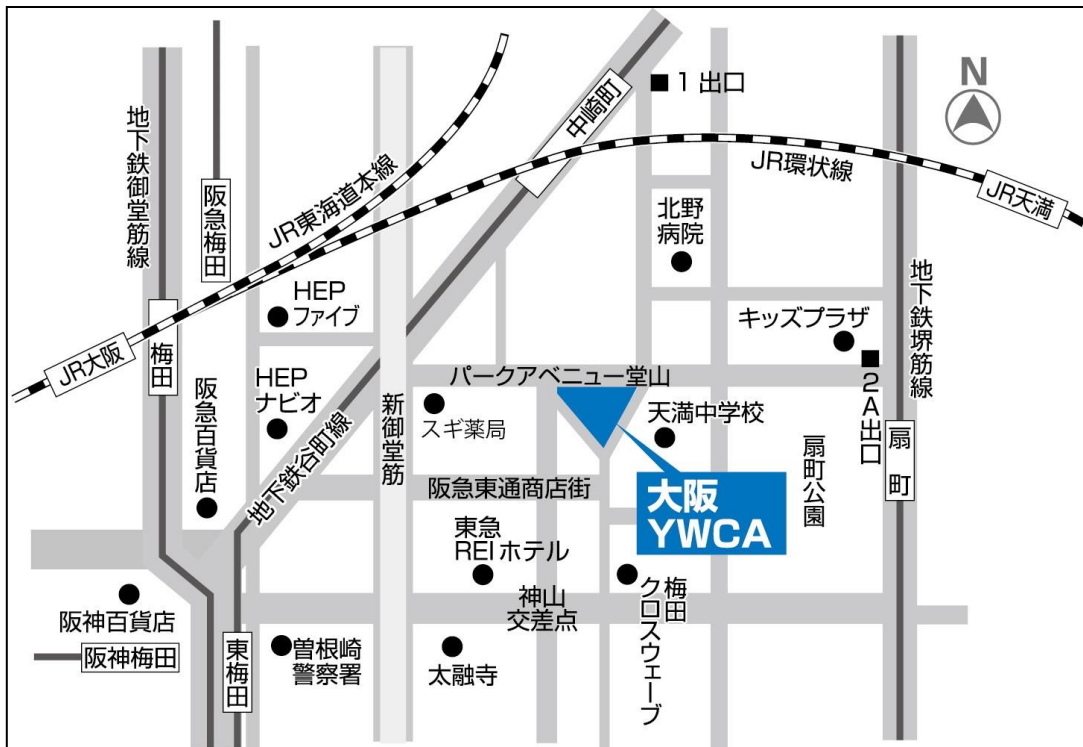 地下鉄御堂筋線
阪急梅田
JR東海道本線
中崎町
■ 1 出口
N
JR環状線
JR天満
北野
病院
HEP
ファイブ
JR大阪
梅田
キッズプラザ
地下鉄堺筋線
パークアベニュー堂山
2A出口
HEP
ナビオ
阪急百貨店
新御堂筋
スギ薬局
天満中学校
扇町公園
扇町
地下鉄谷町線
阪急東通商店街
大阪
YWCA
東急
REIホテル
神山
交差点
梅田
クロスウェーブ
阪神百貨店
阪神梅田
東梅田
曽根崎
警察署
太融寺